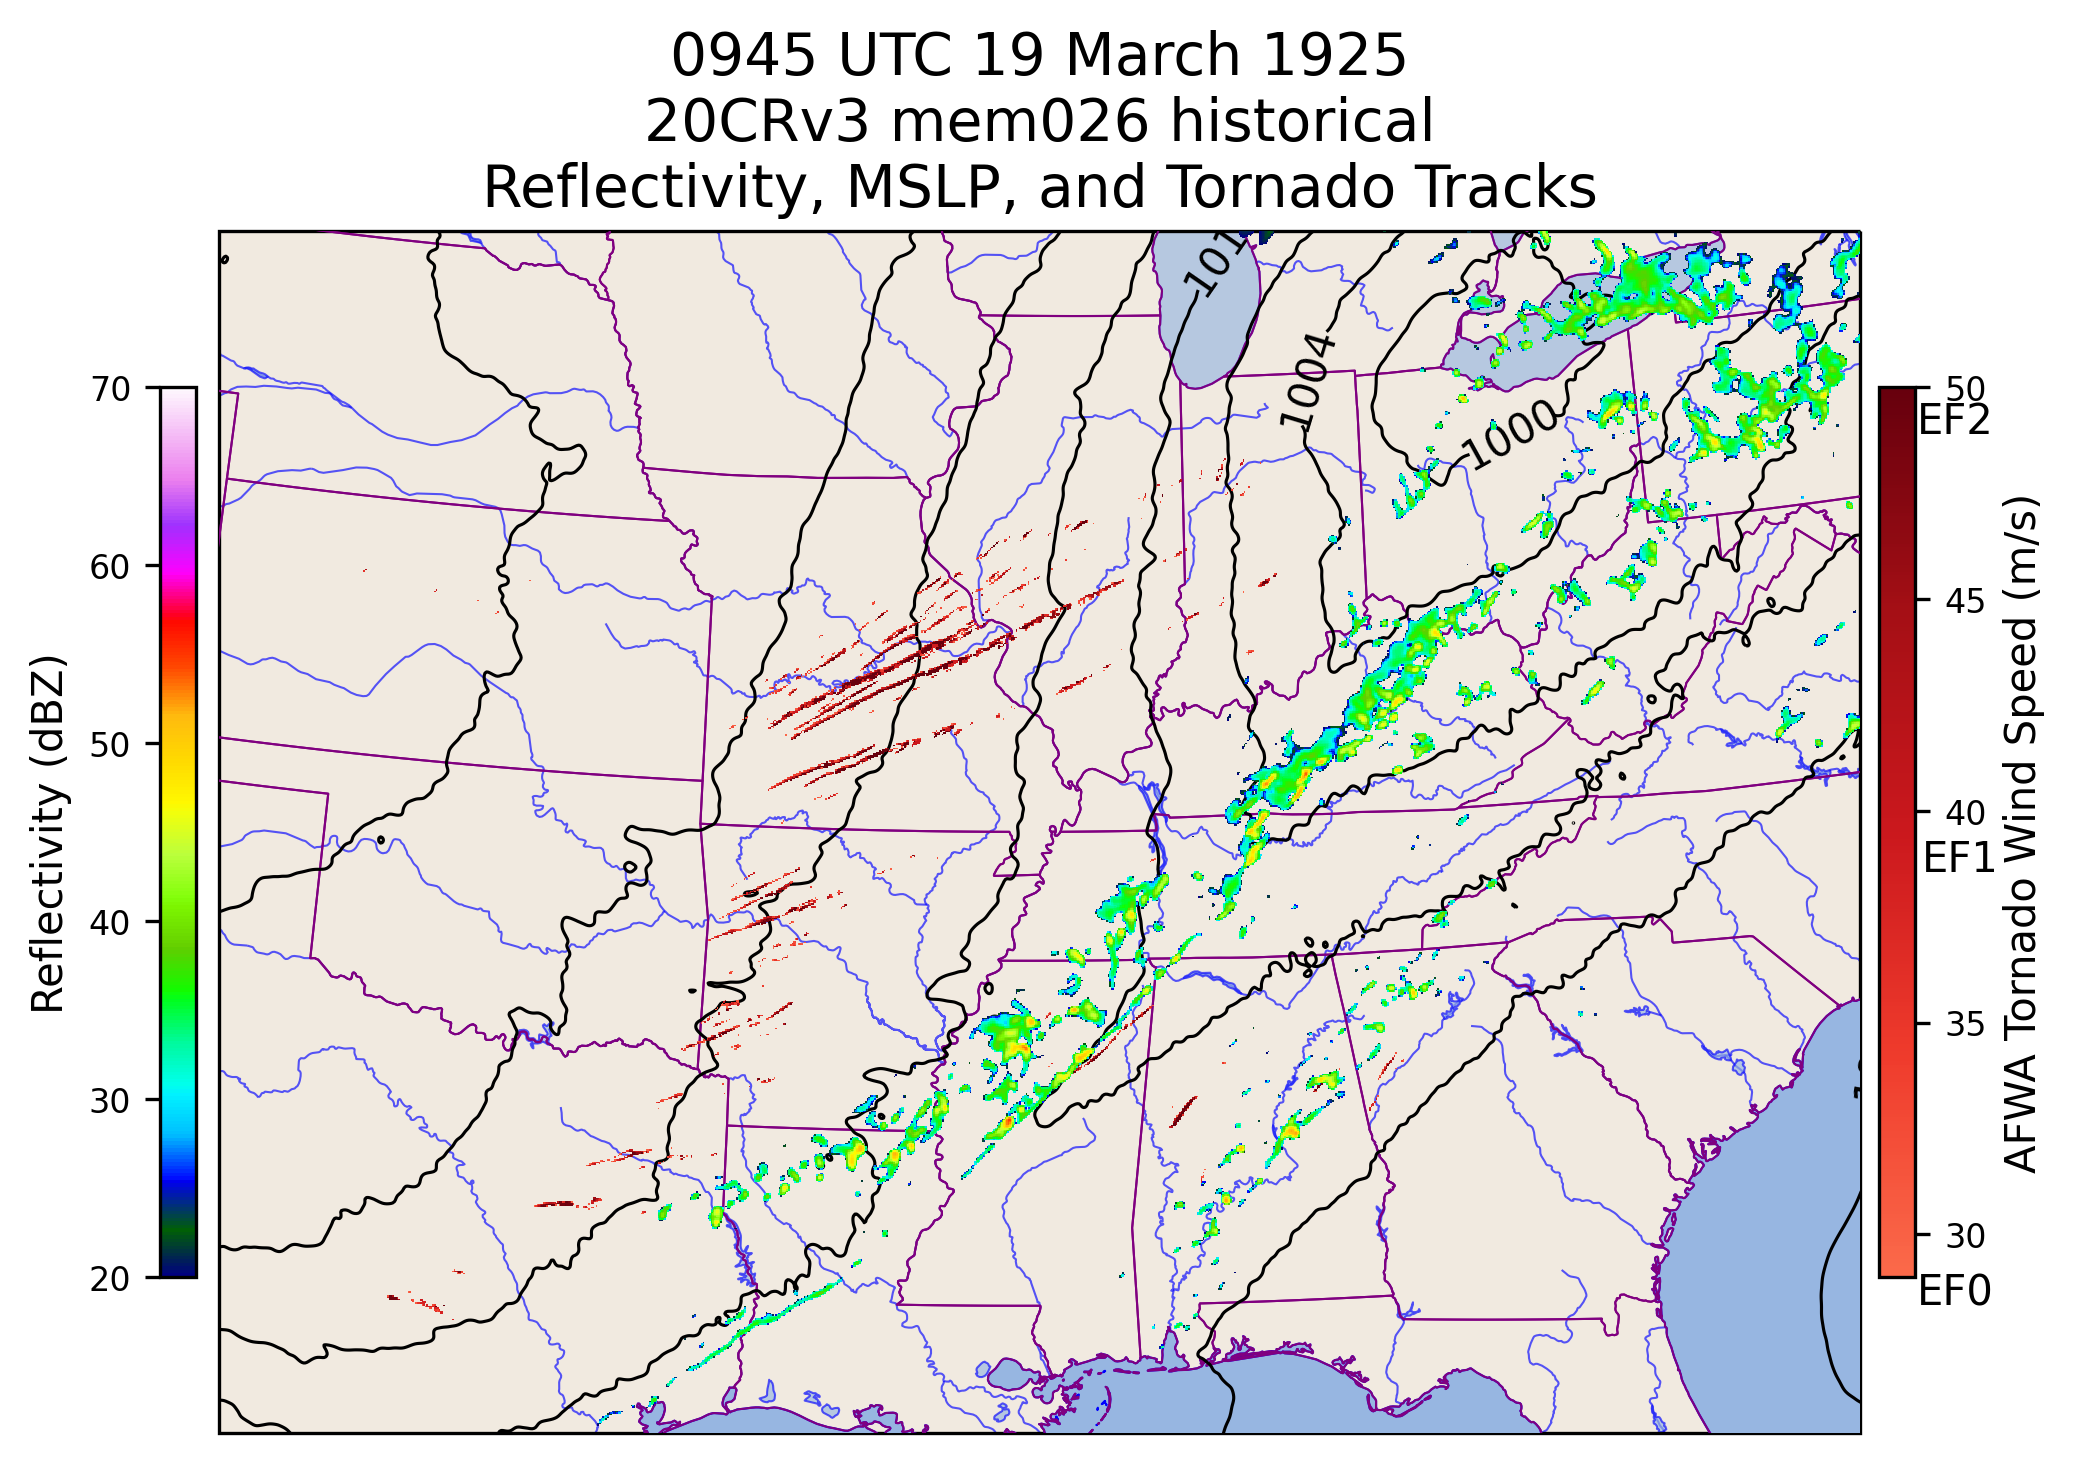 0945 UTC 19 March 1925
20CRv3 mem026 historical
Reflectivity, MSLP, and Tornado Tracks
Reflectivity (dBZ)
70
60
50
40
30
20
1004
1000
50
EF2
45
40
EF1
35
30
EF0
AFWA Tornado Wind Speed (m/s)